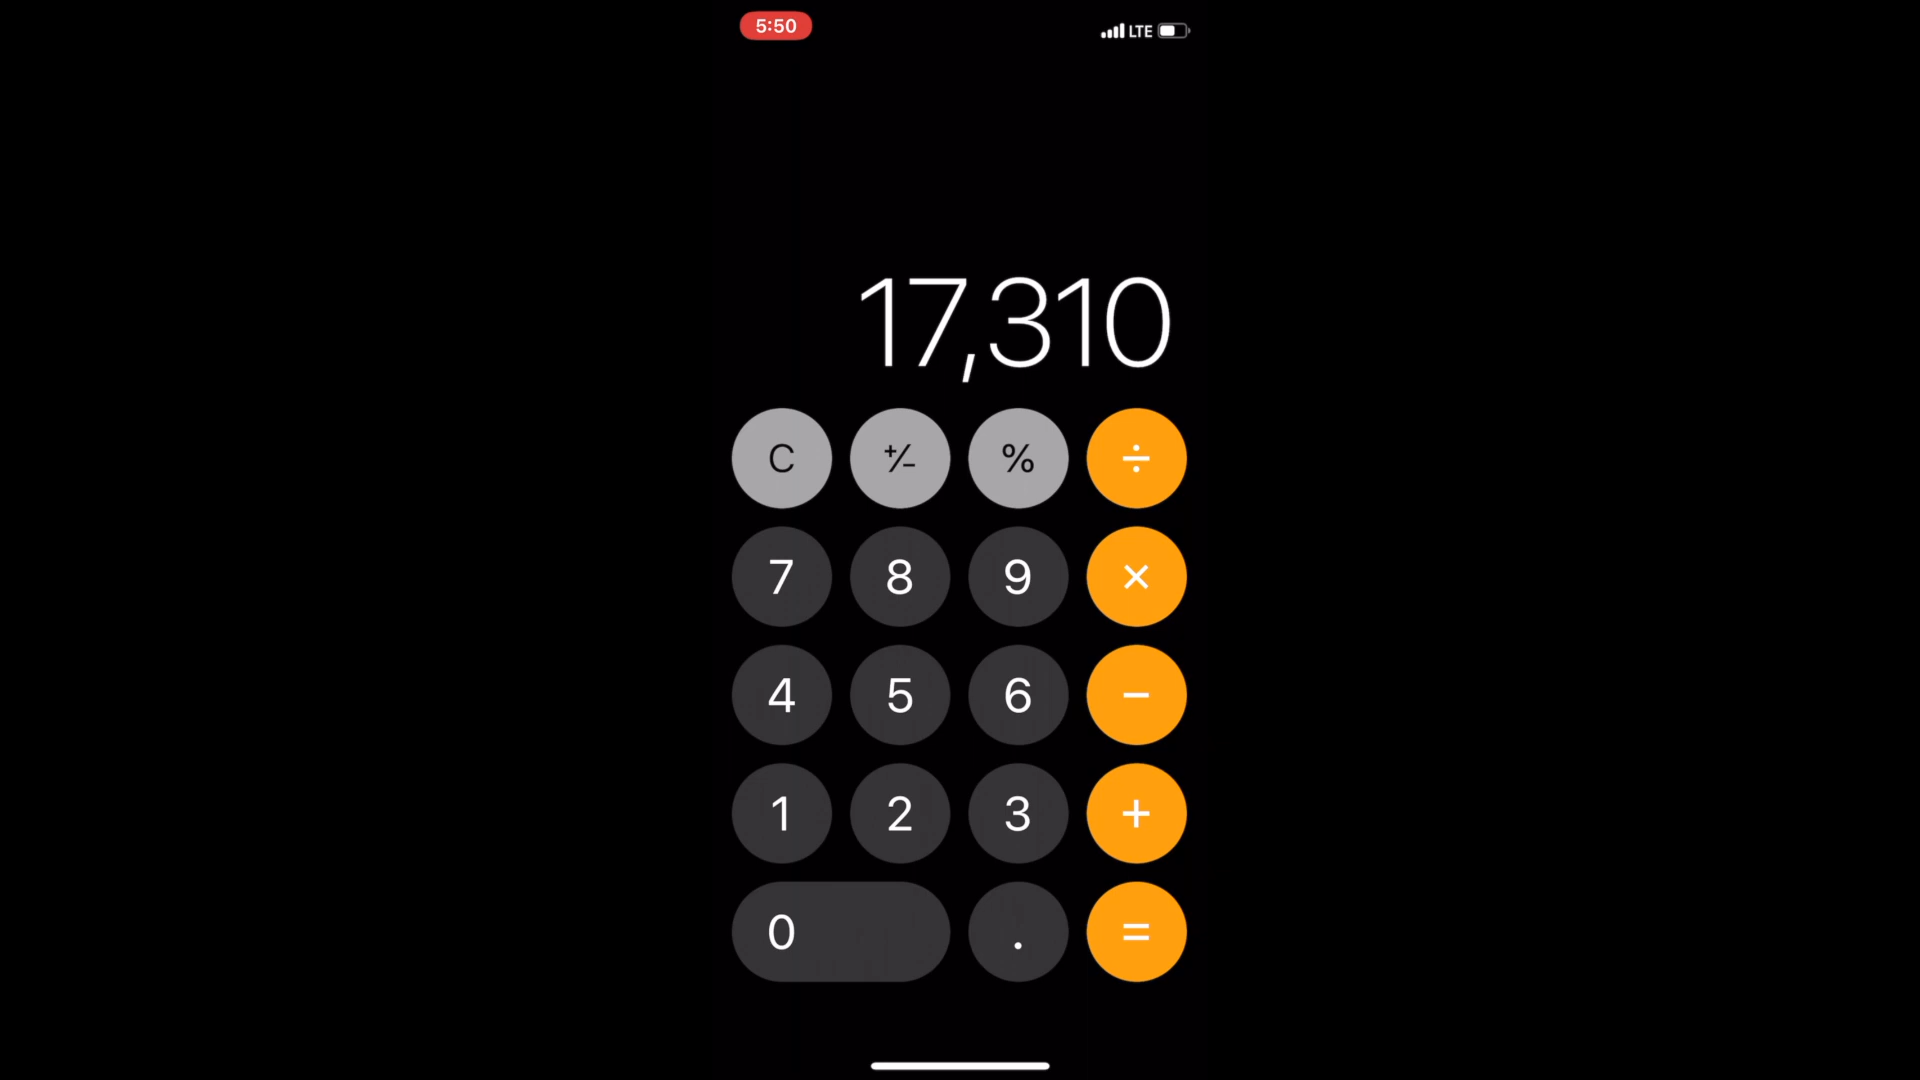 5:50 LTE
17,310
C +/− % ÷
7 8 9 ×
4 5 6 −
1 2 3 +
0 . =